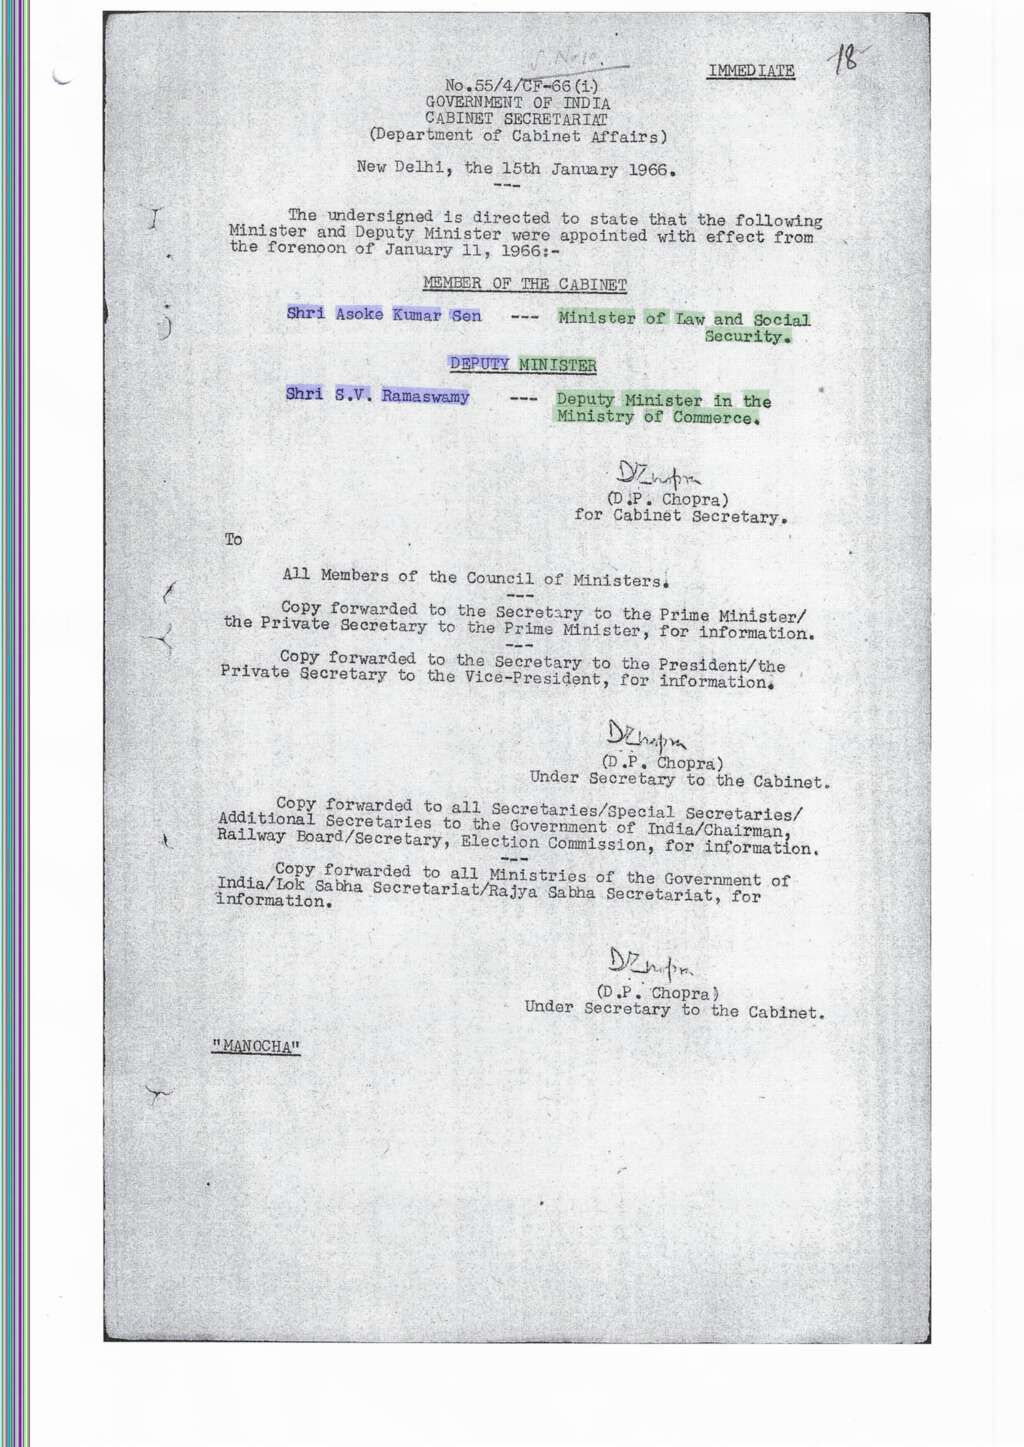 IMMEDIATE
18
No.55/4/CF-66(i)
GOVERNMENT OF INDIA
CABINET SECRETARIAT
(Department of Cabinet Affairs)
New Delhi, the 15th January 1966.
---
The undersigned is directed to state that the following
Minister and Deputy Minister were appointed with effect from
the forenoon of January 11, 1966:-
MEMBER OF THE CABINET
Shri Asoke Kumar Sen --- Minister of Law and Social
Security.
DEPUTY MINISTER
Shri S.V. Ramaswamy --- Deputy Minister in the
Ministry of Commerce.
DPChopra
(D.P. Chopra)
for Cabinet Secretary.
To
All Members of the Council of Ministers.
---
Copy forwarded to the Secretary to the Prime Minister/
the Private Secretary to the Prime Minister, for information.
---
Copy forwarded to the Secretary to the President/the
Private Secretary to the Vice-President, for information.
DPChopra
(D.P. Chopra)
Under Secretary to the Cabinet.
Copy forwarded to all Secretaries/Special Secretaries/
Additional Secretaries to the Government of India/Chairman,
Railway Board/Secretary, Election Commission, for information.
---
Copy forwarded to all Ministries of the Government of
India/Lok Sabha Secretariat/Rajya Sabha Secretariat, for
information.
DPChopra
(D.P. Chopra)
Under Secretary to the Cabinet.
"MANOCHA"